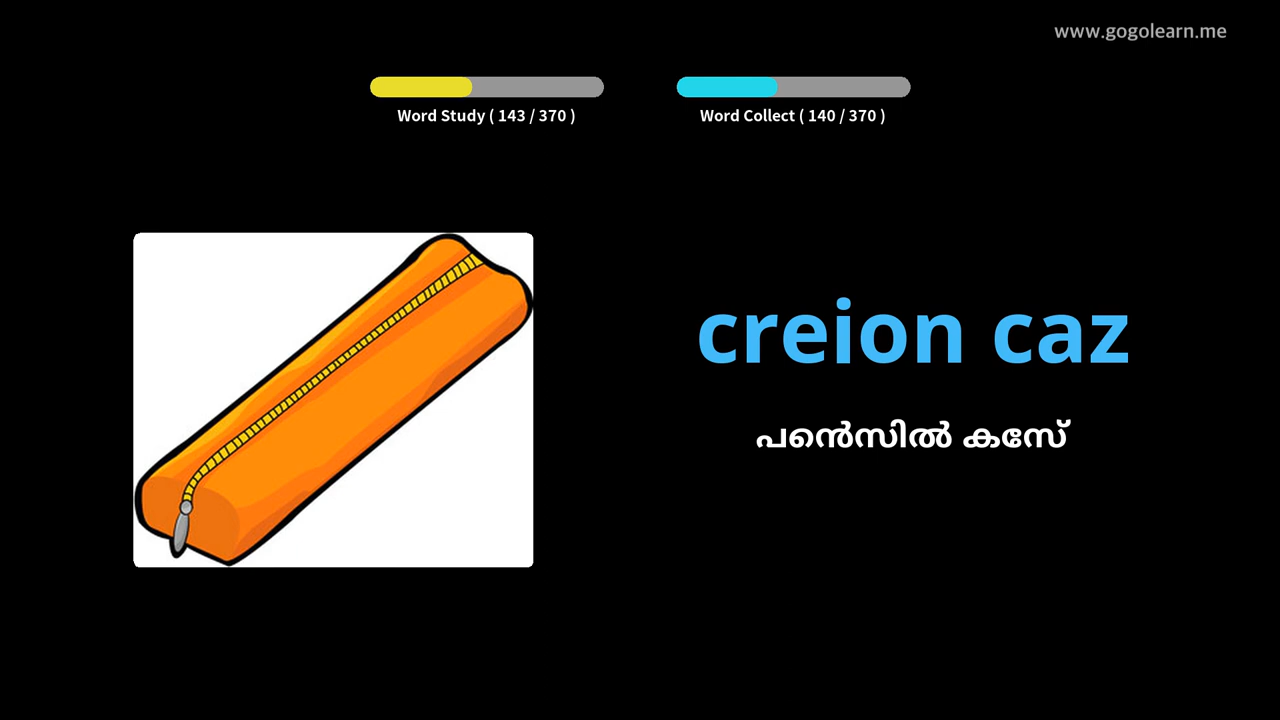 www.gogolearn.me
Word Study ( 143 / 370 )
Word Collect ( 140 / 370 )
creion caz
പെൻസിൽ കേസ്